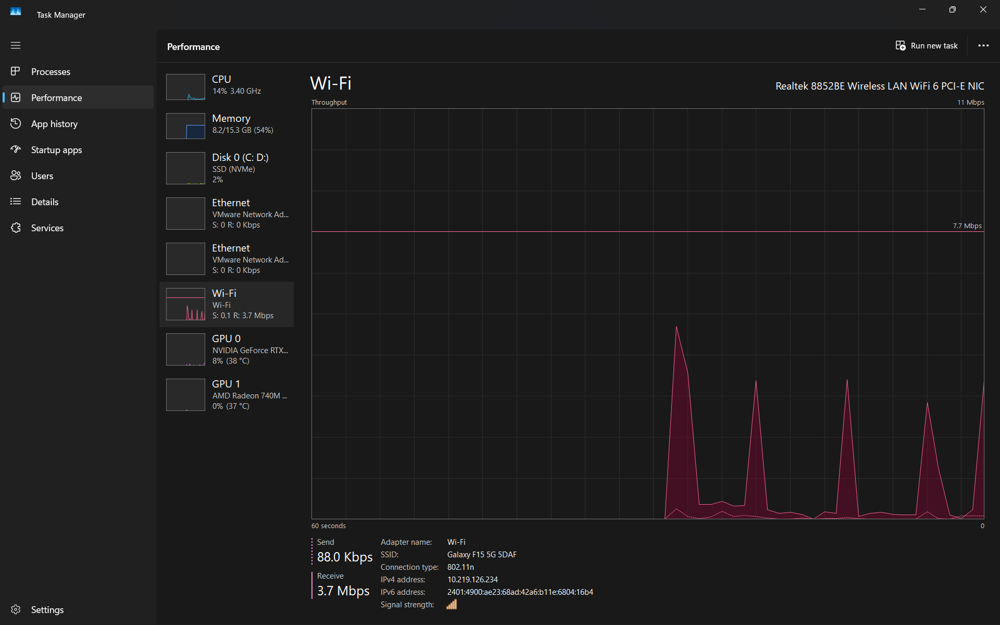 Task Manager
Processes
Performance
App history
Startup apps
Users
Details
Services
Settings
Performance
Run new task
CPU
14% 3.40 GHz
Memory
8.2/15.3 GB (54%)
Disk 0 (C: D:)
SSD (NVMe)
2%
Ethernet
VMware Network Ad...
S: 0 R: 0 Kbps
Ethernet
VMware Network Ad...
S: 0 R: 0 Kbps
Wi-Fi
Wi-Fi
S: 0.1 R: 3.7 Mbps
GPU 0
NVIDIA GeForce RTX...
8% (38 °C)
GPU 1
AMD Radeon 740M ...
0% (37 °C)
Wi-Fi
Realtek 8852BE Wireless LAN WiFi 6 PCI-E NIC
Throughput
11 Mbps
7.7 Mbps
60 seconds
0
Send
88.0 Kbps
Receive
3.7 Mbps
Adapter name: Wi-Fi
SSID: Galaxy F15 5G 5DAF
Connection type: 802.11n
IPv4 address: 10.219.126.234
IPv6 address: 2401:4900:ae23:68ad:42a6:b11e:6804:16b4
Signal strength: